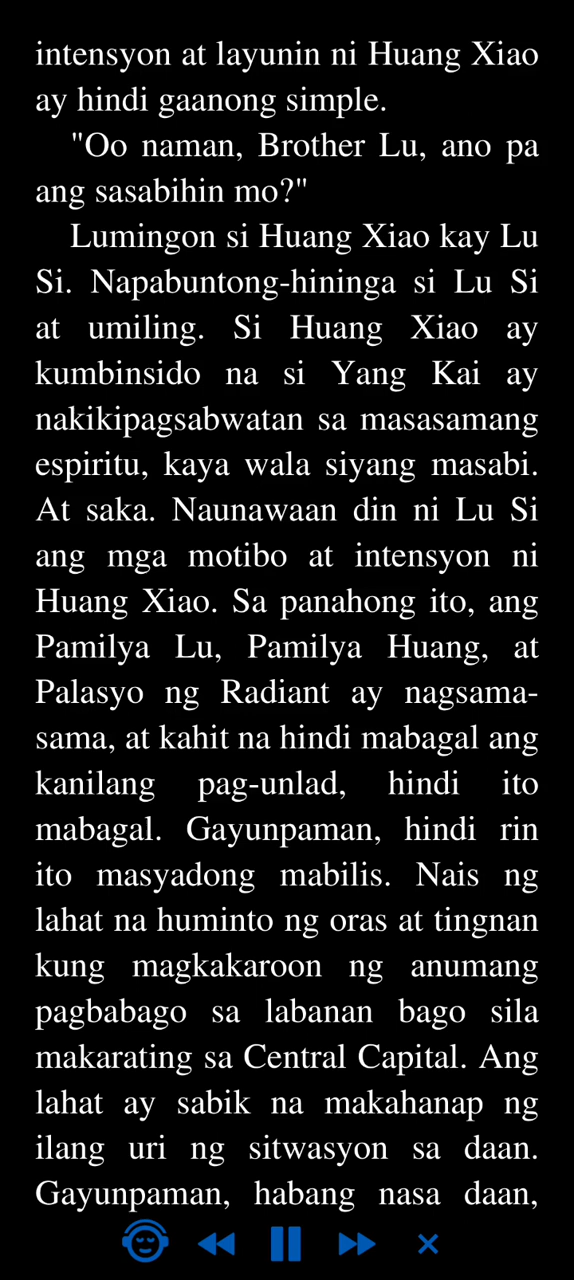 intensyon at layunin ni Huang Xiao
ay hindi gaanong simple.
"Oo naman, Brother Lu, ano pa
ang sasabihin mo?"
Lumingon si Huang Xiao kay Lu
Si. Napabuntong-hininga si Lu Si
at umiling. Si Huang Xiao ay
kumbinsido na si Yang Kai ay
nakikipagsabwatan sa masasamang
espiritu, kaya wala siyang masabi.
At saka. Naunawaan din ni Lu Si
ang mga motibo at intensyon ni
Huang Xiao. Sa panahong ito, ang
Pamilya Lu, Pamilya Huang, at
Palasyo ng Radiant ay nagsama-
sama, at kahit na hindi mabagal ang
kanilang pag-unlad, hindi ito
mabagal. Gayunpaman, hindi rin
ito masyadong mabilis. Nais ng
lahat na huminto ng oras at tingnan
kung magkakaroon ng anumang
pagbabago sa labanan bago sila
makarating sa Central Capital. Ang
lahat ay sabik na makahanap ng
ilang uri ng sitwasyon sa daan.
Gayunpaman, habang nasa daan,